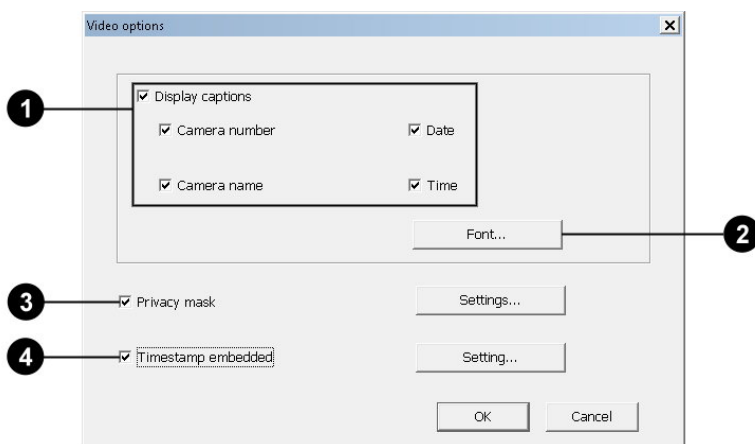 Video options
1
Display captions
Camera number Date
Camera name Time
Font... 2
3 Privacy mask Settings...
4 Timestamp embedded Setting...
OK Cancel